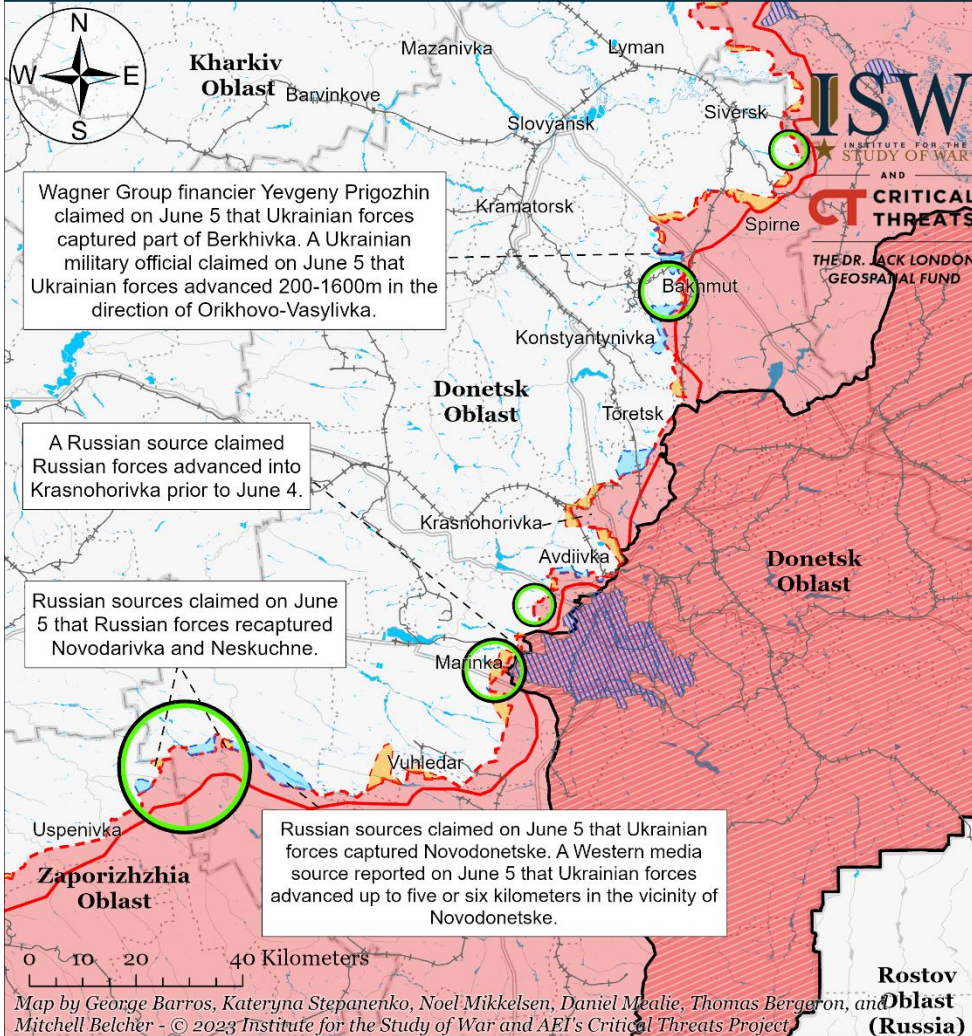 N
W
E
S
Kharkiv
Oblast
Mazanivka
Lyman
Barvinkove
Slovyansk
Siversk
ISW
INSTITUTE FOR THE
STUDY OF WAR
AND
CT CRITICAL
THREATS
THE DR. JACK LONDON
GEOSPATIAL FUND
Wagner Group financier Yevgeny Prigozhin
claimed on June 5 that Ukrainian forces
captured part of Berkhivka. A Ukrainian
military official claimed on June 5 that
Ukrainian forces advanced 200-1600m in the
direction of Orikhovo-Vasylivka.
Kramatorsk
Spirne
Bakhmut
Konstyantynivka
Donetsk
Oblast
Toretsk
A Russian source claimed
Russian forces advanced into
Krasnohorivka prior to June 4.
Krasnohorivka
Avdiivka
Donetsk
Oblast
Russian sources claimed on June
5 that Russian forces recaptured
Novodarivka and Neskuchne.
Marinka
Vuhledar
Uspenivka
Zaporizhzhia
Oblast
Russian sources claimed on June 5 that Ukrainian
forces captured Novodonetske. A Western media
source reported on June 5 that Ukrainian forces
advanced up to five or six kilometers in the vicinity of
Novodonetske.
0 10 20 40 Kilometers
Rostov
Oblast
(Russia)
Map by George Barros, Kateryna Stepanenko, Noel Mikkelsen, Daniel Mealie, Thomas Bergeron, and
Mitchell Belcher - © 2023 Institute for the Study of War and AEI's Critical Threats Project